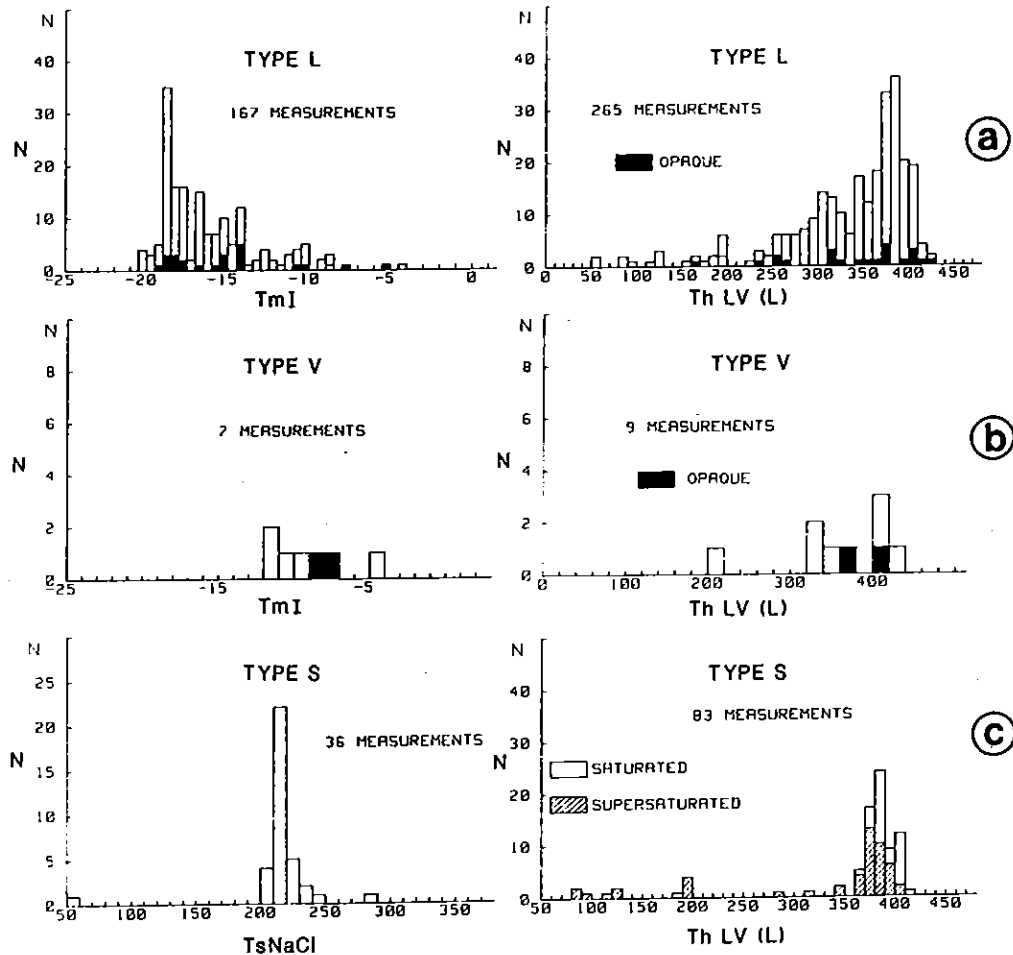 N
50
40
30
20
10
0
N
TYPE L
167 MEASUREMENTS
-25 -20 -15 -10 -5 0
TmI
N
50
40
30
20
10
0
N
TYPE L
265 MEASUREMENTS
OPAQUE
0 50 100 150 200 250 300 350 400 450
Th LV (L)
a
N
8
6
4
2
0
N
TYPE V
7 MEASUREMENTS
-25 -15 -5
TmI
N
8
6
4
2
0
N
TYPE V
9 MEASUREMENTS
OPAQUE
0 100 200 300 400
Th LV (L)
b
N
25
20
15
10
5
0
N
TYPE S
36 MEASUREMENTS
50 100 150 200 250 300 350
TsNaCl
N
40
30
20
10
0
N
TYPE S
83 MEASUREMENTS
SATURATED
SUPERSATURATED
50 100 150 200 250 300 350 400 450
Th LV (L)
c